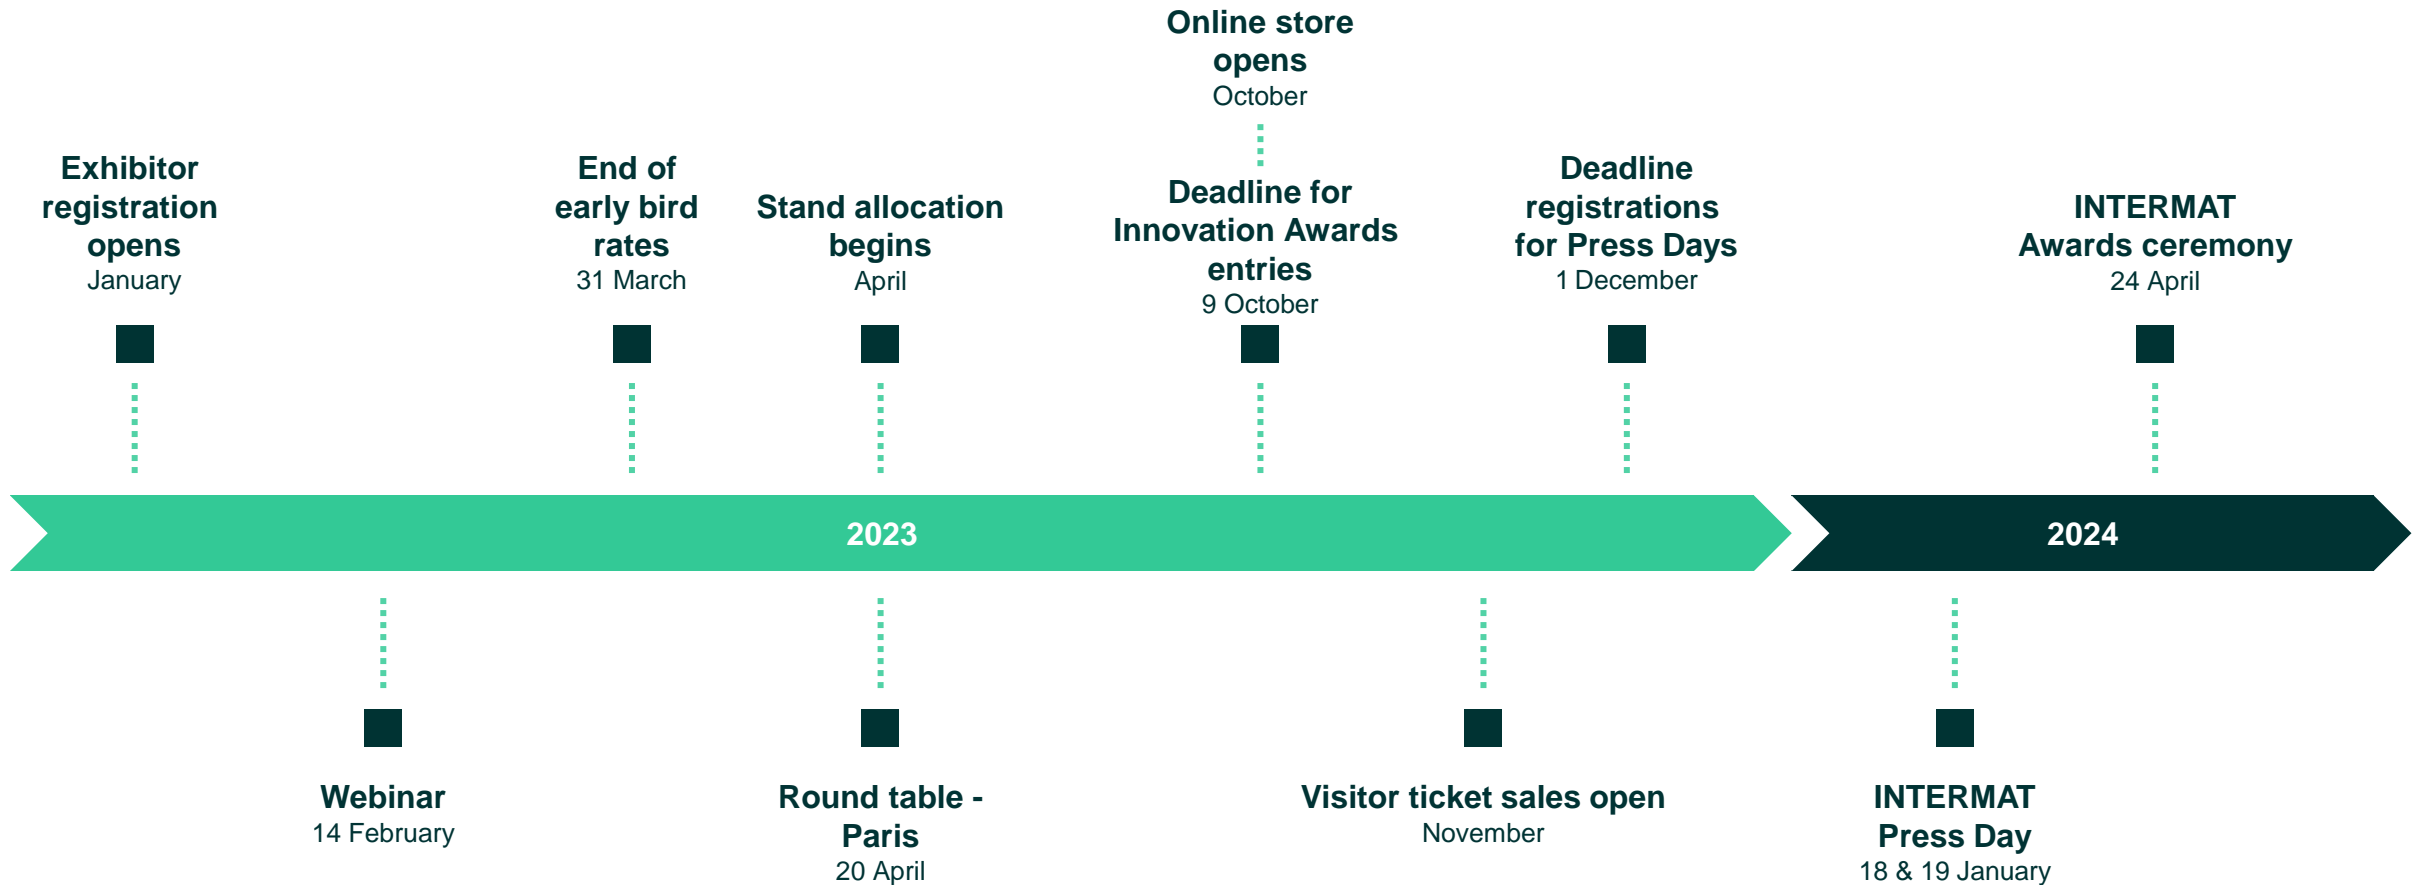 Online store
opens
October
Exhibitor
registration
opens
January
End of
early bird
rates
31 March
Stand allocation
begins
April
Deadline for
Innovation Awards
entries
9 October
Deadline
registrations
for Press Days
1 December
INTERMAT
Awards ceremony
24 April
2023
2024
Webinar
14 February
Round table -
Paris
20 April
Visitor ticket sales open
November
INTERMAT
Press Day
18 & 19 January